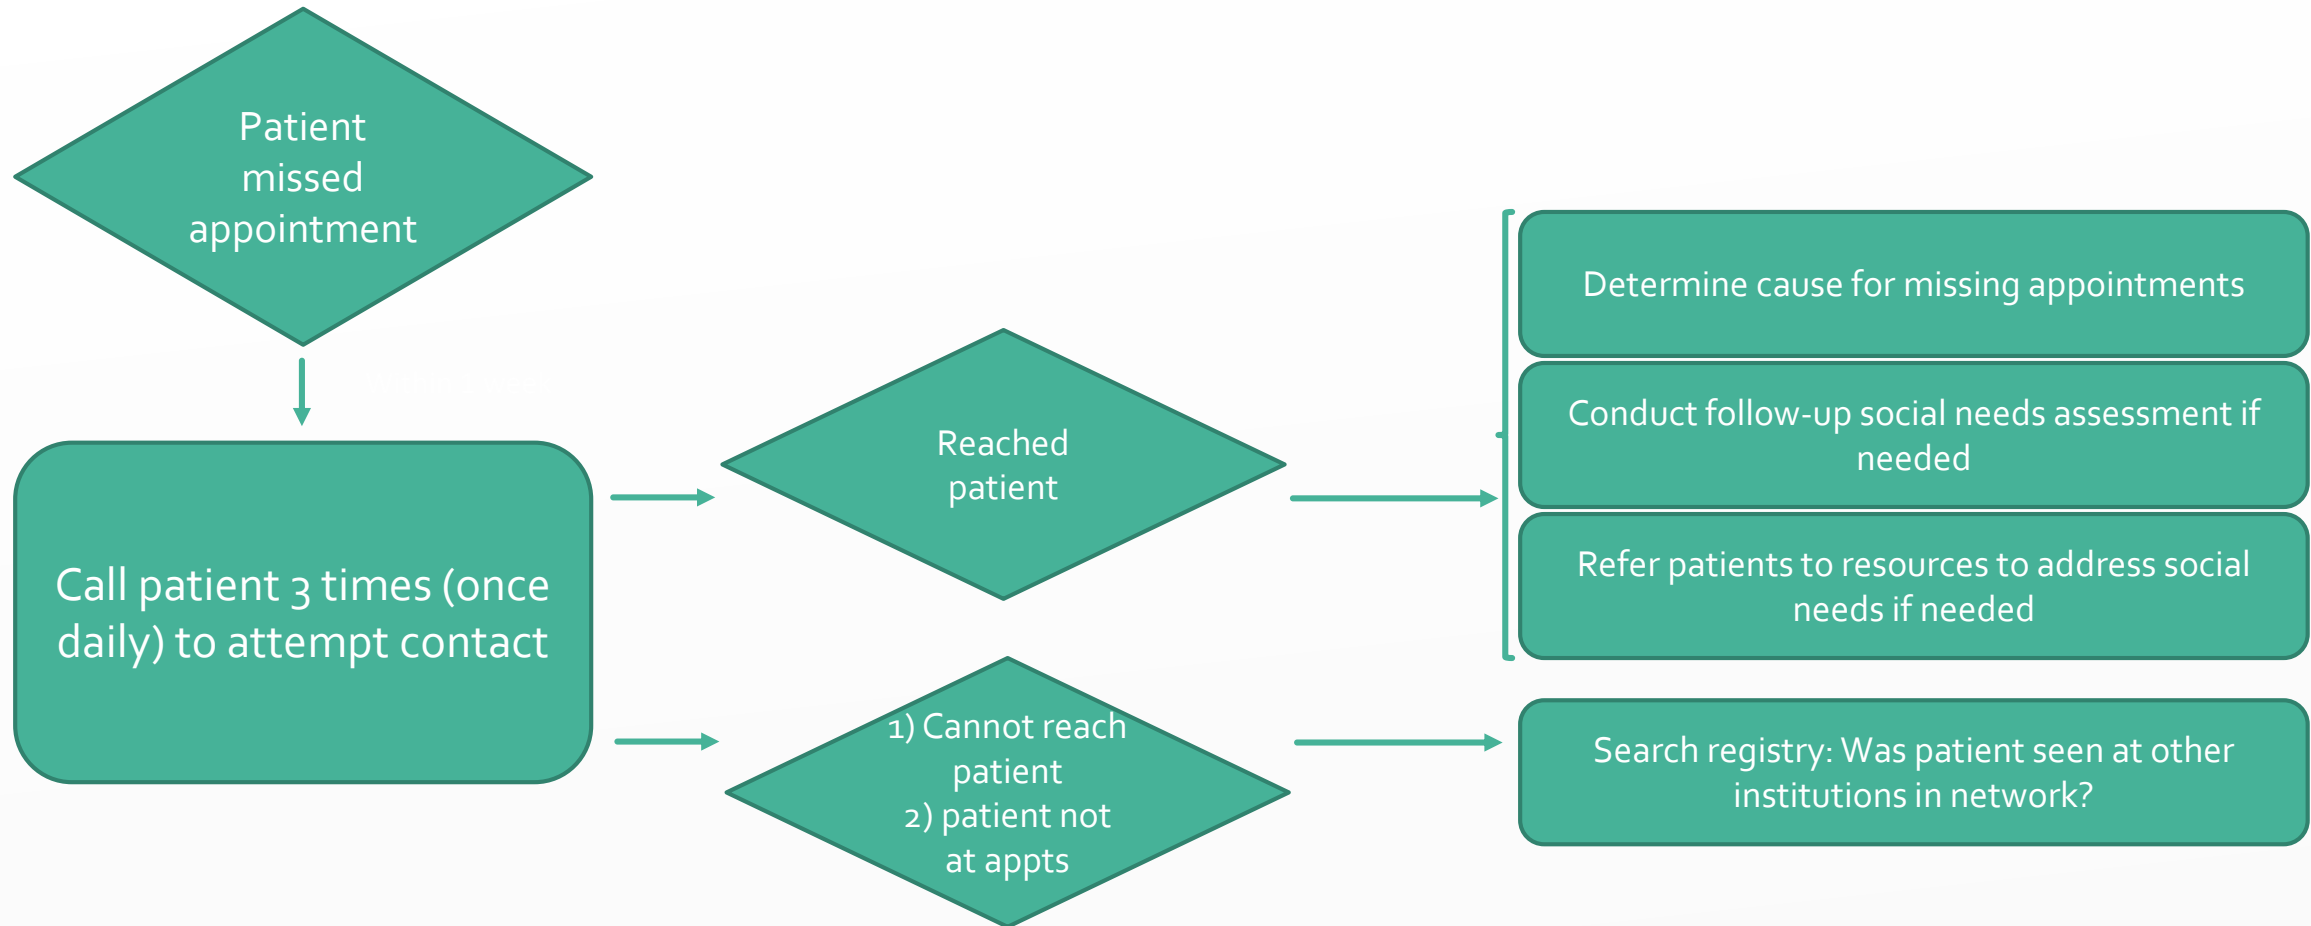 Patient
missed
appointment
Call patient 3 times (once
daily) to attempt contact
Reached
patient
1) Cannot reach
patient
2) patient not
at appts
Determine cause for missing appointments
Conduct follow-up social needs assessment if
needed
Refer patients to resources to address social
needs if needed
Search registry: Was patient seen at other
institutions in network?